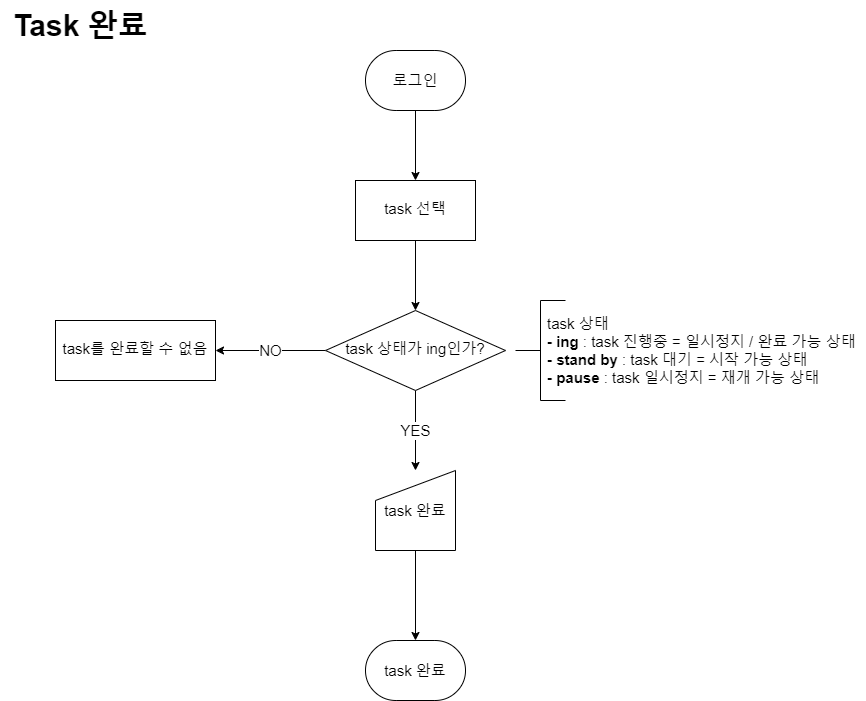 Task 완료
로그인
task 선택
task 상태가 ing인가?
NO
task를 완료할 수 없음
task 상태
- ing : task 진행중 = 일시정지 / 완료 가능 상태
- stand by : task 대기 = 시작 가능 상태
- pause : task 일시정지 = 재개 가능 상태
YES
task 완료
task 완료